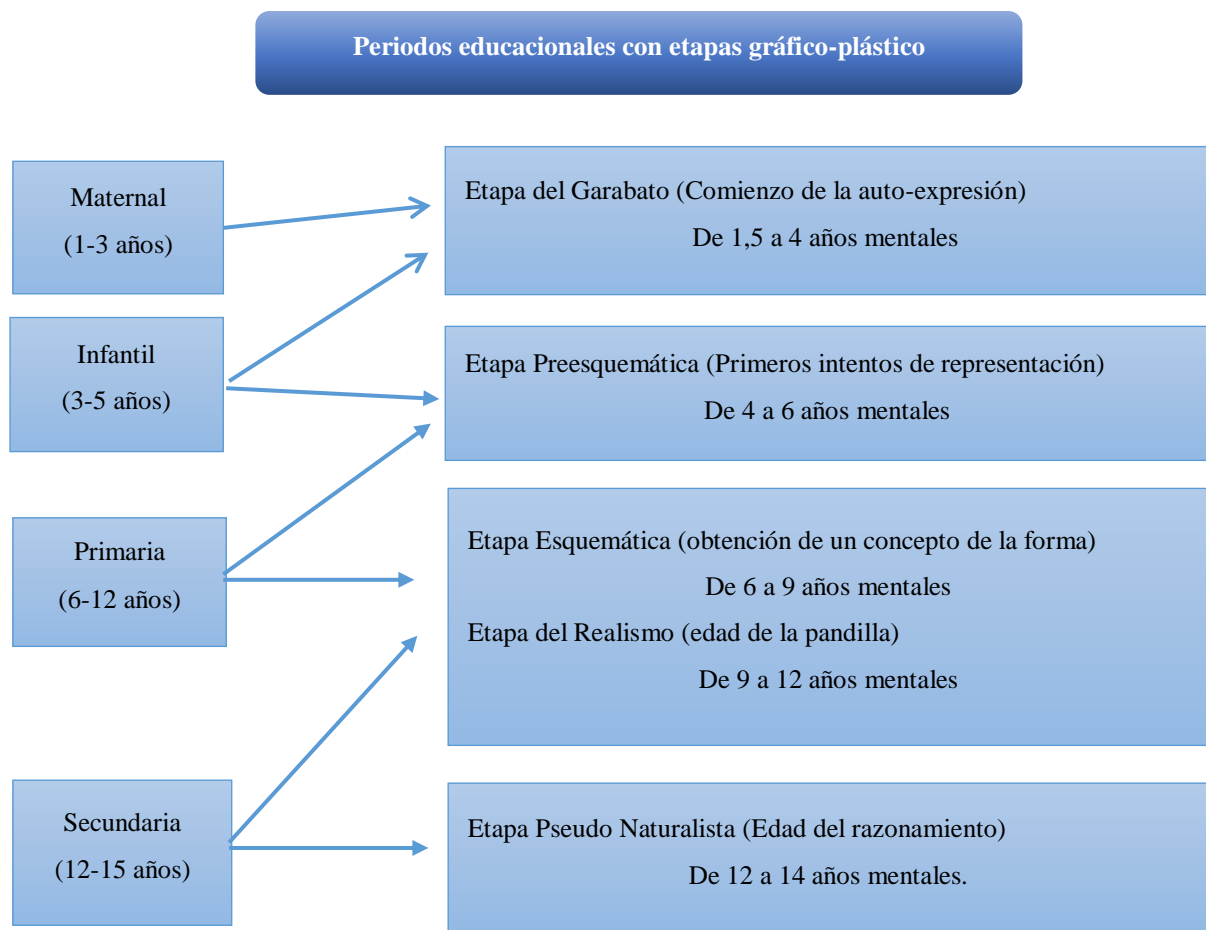 Periodos educacionales con etapas gráfico-plástico
Maternal
(1-3 años)
Etapa del Garabato (Comienzo de la auto-expresión)
De 1,5 a 4 años mentales
Infantil
(3-5 años)
Etapa Preesquemática (Primeros intentos de representación)
De 4 a 6 años mentales
Primaria
(6-12 años)
Etapa Esquemática (obtención de un concepto de la forma)
De 6 a 9 años mentales
Etapa del Realismo (edad de la pandilla)
De 9 a 12 años mentales
Secundaria
(12-15 años)
Etapa Pseudo Naturalista (Edad del razonamiento)
De 12 a 14 años mentales.